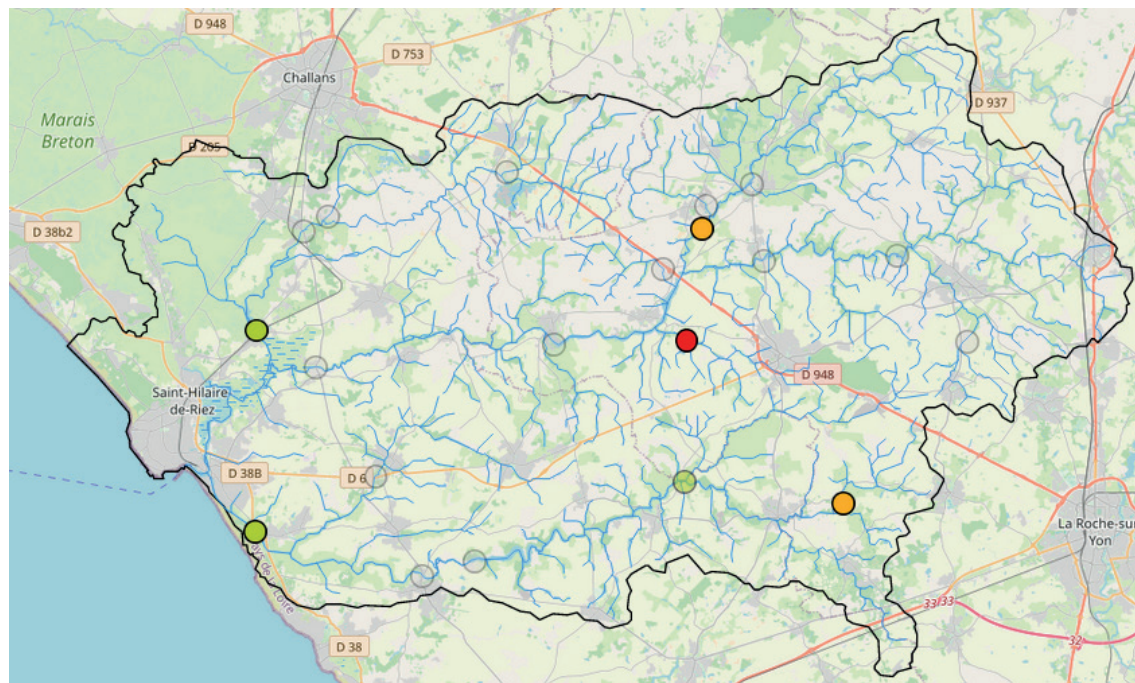 D 948
D 753
Challans
D 937
Marais
Breton
D 205
D 38b2
D 948
Saint-Hilaire
de-Riez
D 38B
D 6
La Roche-sur
Yon
Loire
33/33
32
D 38